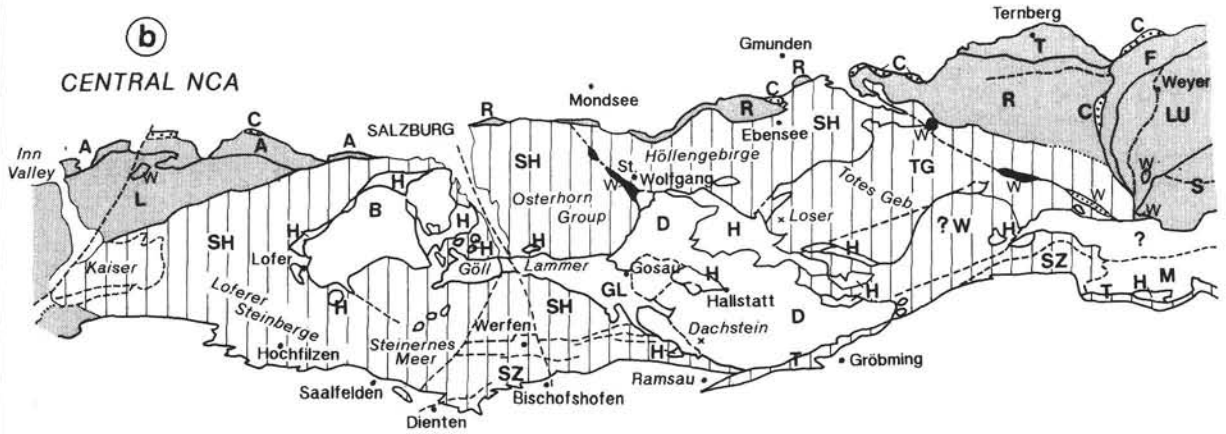 b
CENTRAL NCA
Ternberg
T
C
F
Weyer
Gmunden
C
R
C
R
LU
Mondsee
R
C
Ebensee
SH
W
TG
C
W
O
S
A
C
A
A
SALZBURG
R
Inn
Valley
W
L
SH
Höllengebirge
St.
Wolfgang
W
Osterhorn
Group
Totes Geb
Loser
W
W
W
H
B
H
H
H
D
H
? W
H
?
Kaiser
SH
Lofer
Göll
Lammer
H
Gosau
H
H
SZ
M
Loferer
Steinberge
H
GL
Hallstatt
H
T
H
SH
D
Werfen
Dachstein
Steinernes
Meer
Hochfilzen
SZ
H
T
Gröbming
Saalfelden
Bischofshofen
Ramsau
Dienten